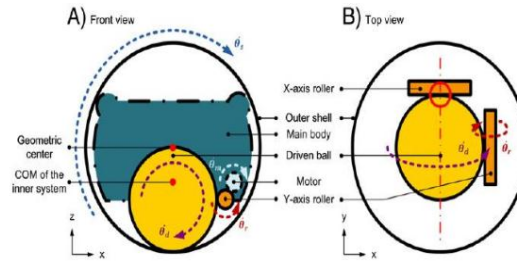 A) Front view
B) Top view
θ̇s
X-axis roller
Outer shell
Main body
Geometric center
Driven ball
COM of the inner system
Motor
Y-axis roller
θ̇m
θ̇d
θ̇r
θ̇d
θ̇r
z
x
y
x